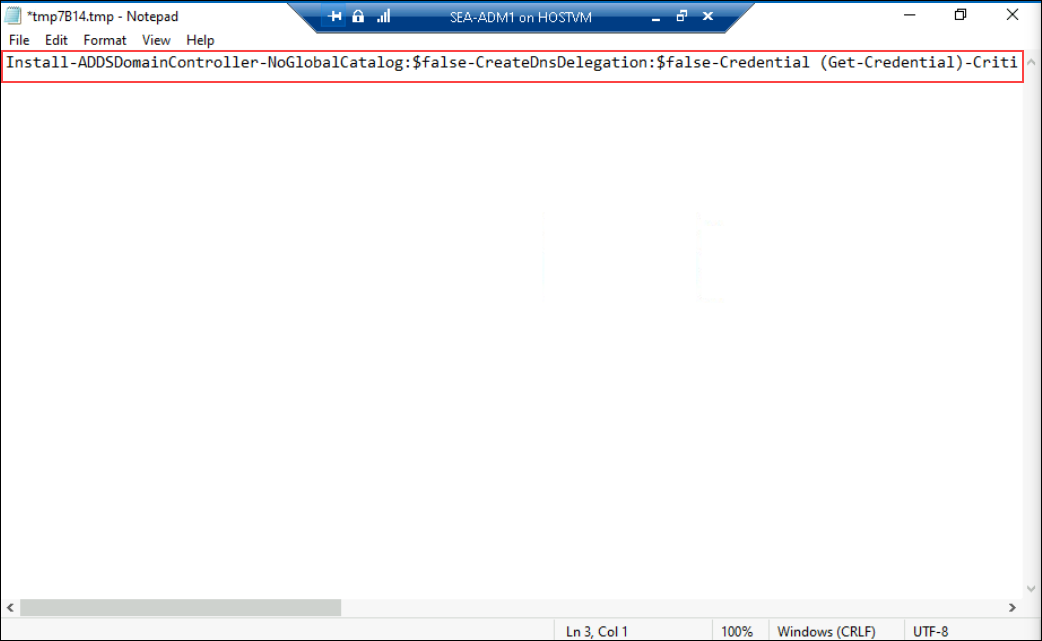 *tmp7B14.tmp - Notepad
SEA-ADM1 on HOSTVM
File Edit Format View Help
Install-ADDSDomainController-NoGlobalCatalog:$false-CreateDnsDelegation:$false-Credential (Get-Credential)-Criti
Ln 3, Col 1 100% Windows (CRLF) UTF-8